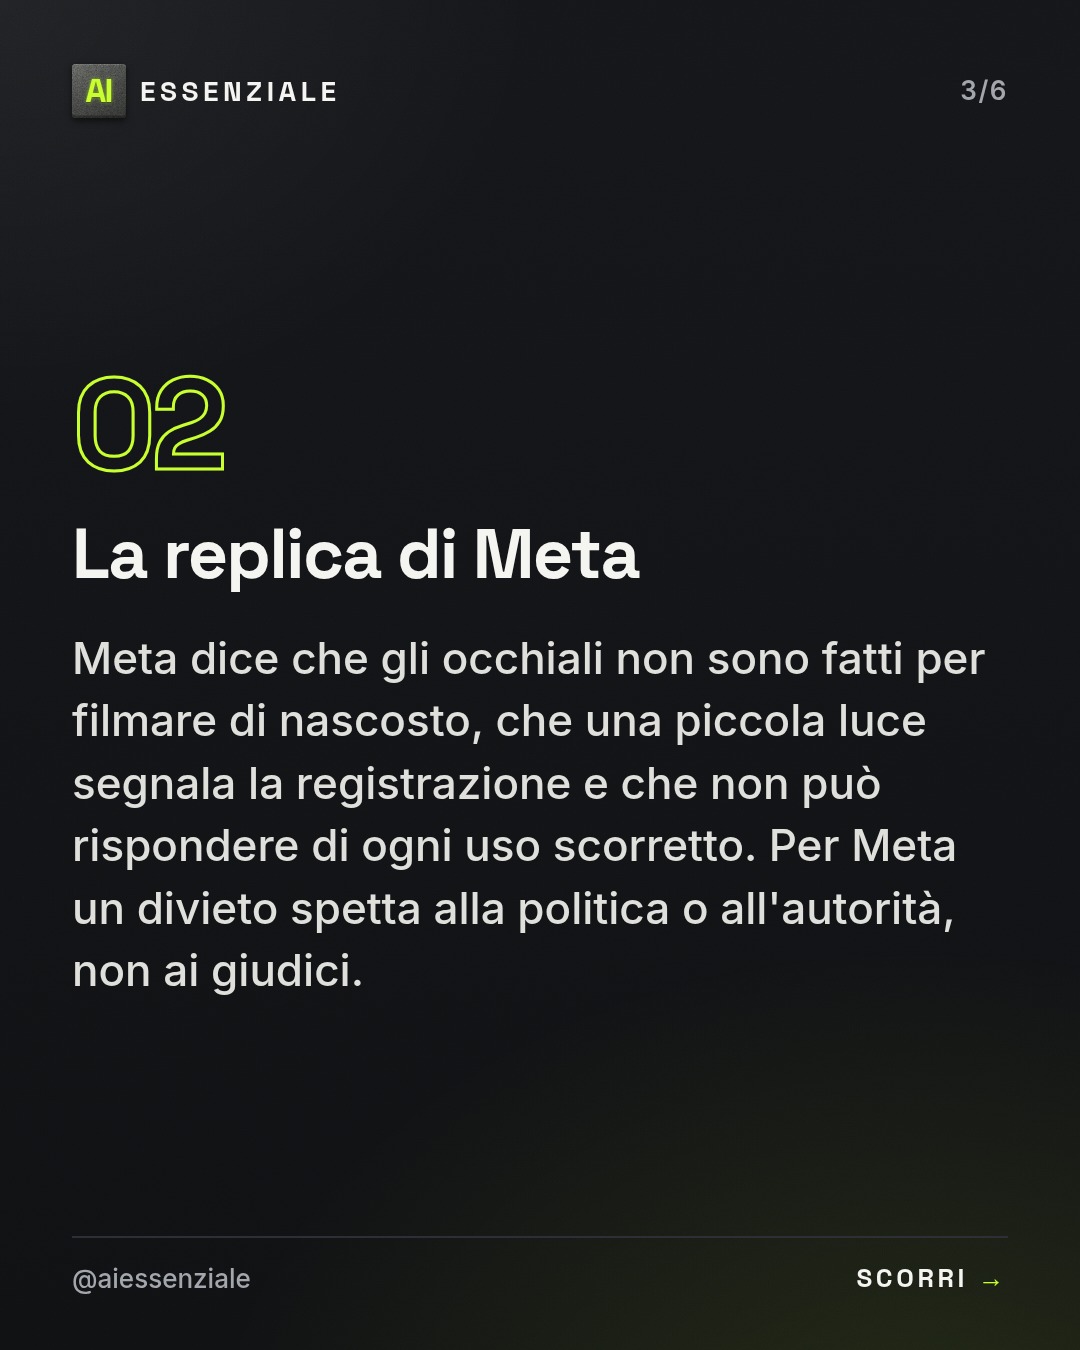 AI ESSENZIALE
3/6
02
La replica di Meta
Meta dice che gli occhiali non sono fatti per
filmare di nascosto, che una piccola luce
segnala la registrazione e che non può
rispondere di ogni uso scorretto. Per Meta
un divieto spetta alla politica o all'autorità,
non ai giudici.
@aiessenziale
SCORRI →